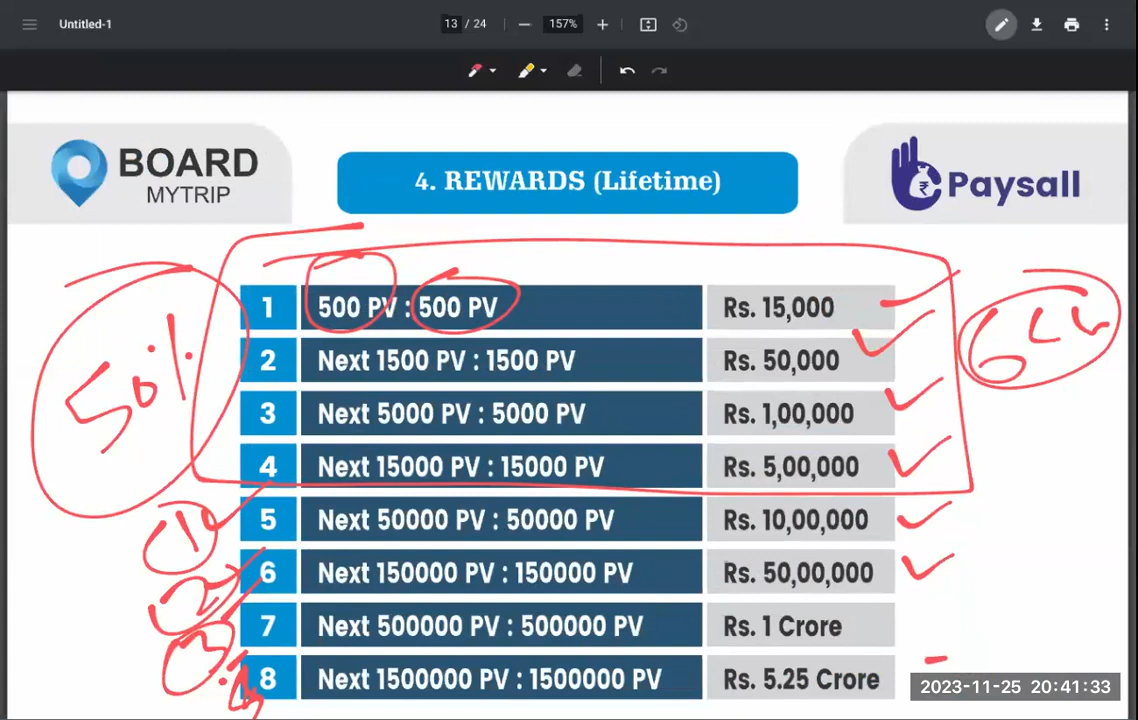 Untitled-1
13 / 24
157%
BOARD
MYTRIP
4. REWARDS (Lifetime)
Paysall
1 500 PV : 500 PV Rs. 15,000
2 Next 1500 PV : 1500 PV Rs. 50,000
3 Next 5000 PV : 5000 PV Rs. 1,00,000
4 Next 15000 PV : 15000 PV Rs. 5,00,000
5 Next 50000 PV : 50000 PV Rs. 10,00,000
6 Next 150000 PV : 150000 PV Rs. 50,00,000
7 Next 500000 PV : 500000 PV Rs. 1 Crore
8 Next 1500000 PV : 1500000 PV Rs. 5.25 Crore
50%
2023-11-25 20:41:33